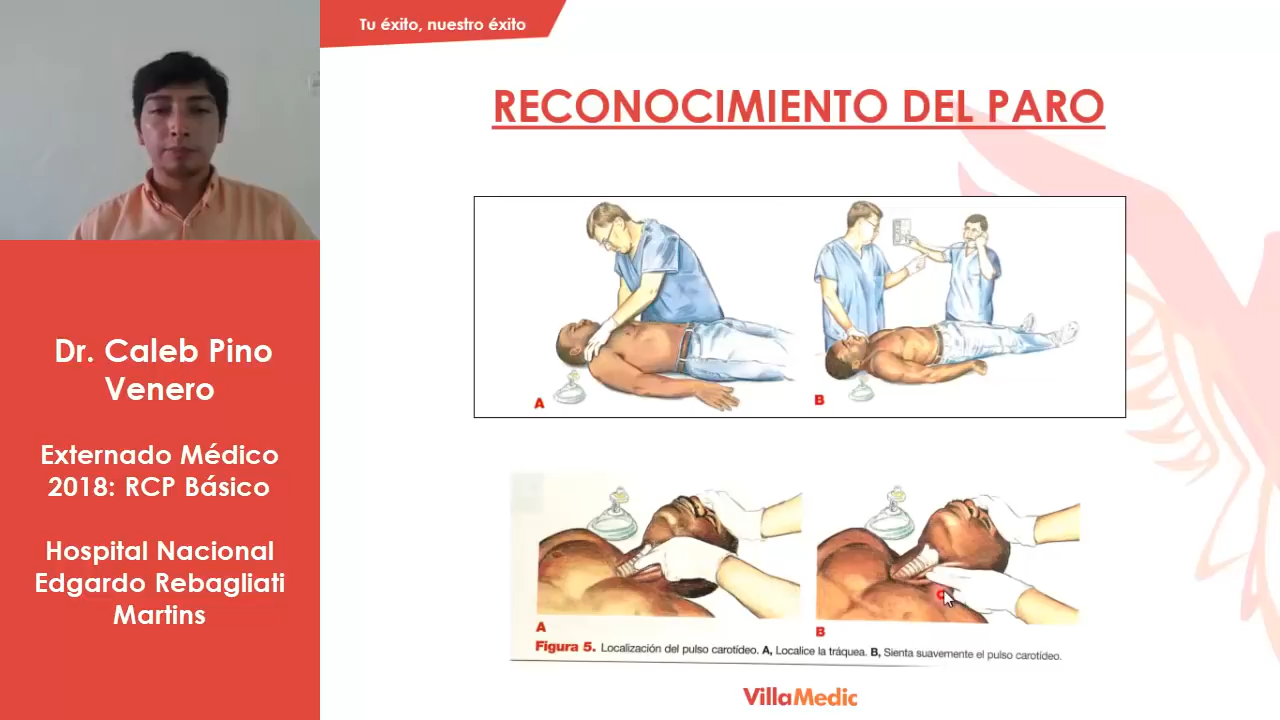 Tu éxito, nuestro éxito
RECONOCIMIENTO DEL PARO
A
B
Dr. Caleb Pino
Venero
Externado Médico
2018: RCP Básico
Hospital Nacional
Edgardo Rebagliati
Martins
A
B
Figura 5. Localización del pulso carotídeo. A, Localice la tráquea. B, Sienta suavemente el pulso carotídeo.
VillaMedic